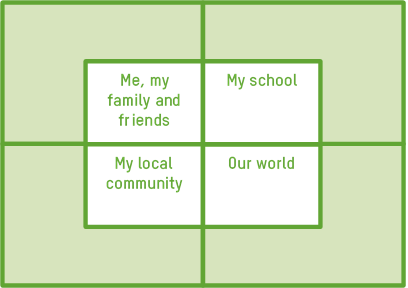 Me, my
family and
friends
My school
My local
community
Our world